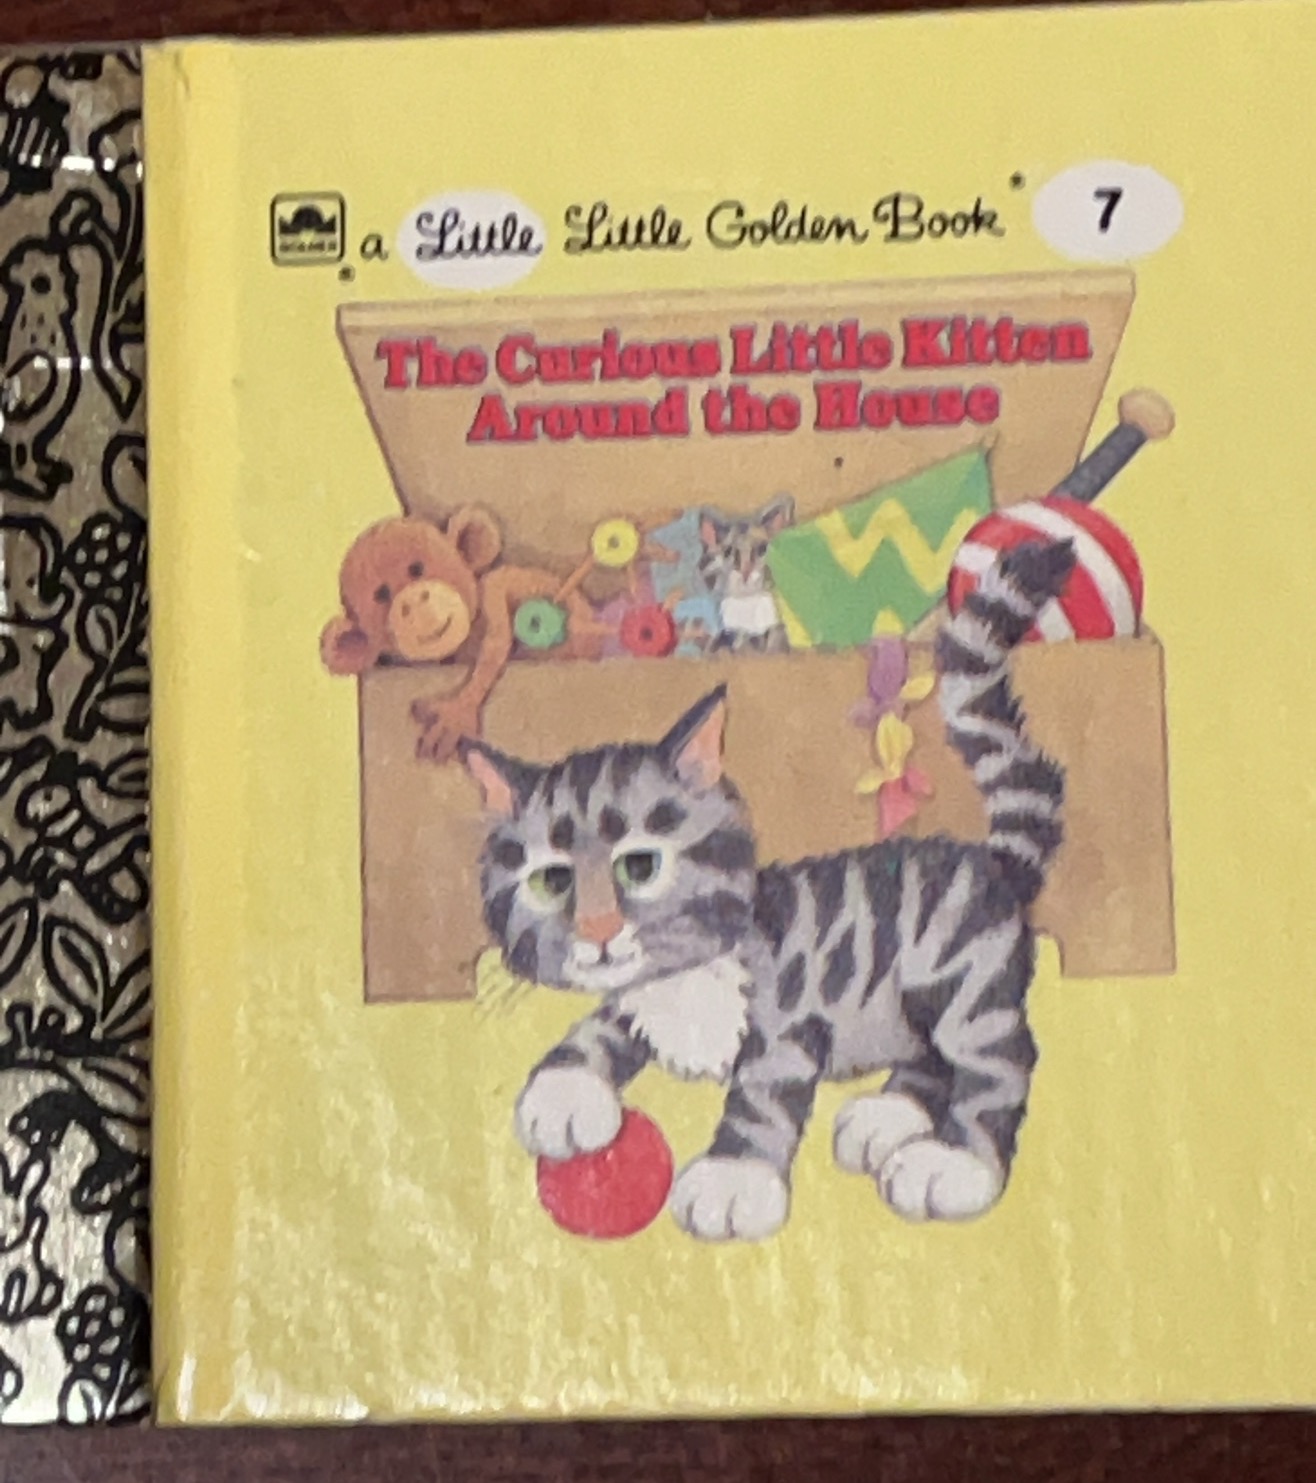 a Little Little Golden Book® 7
The Curious Little Kitten
Around the House